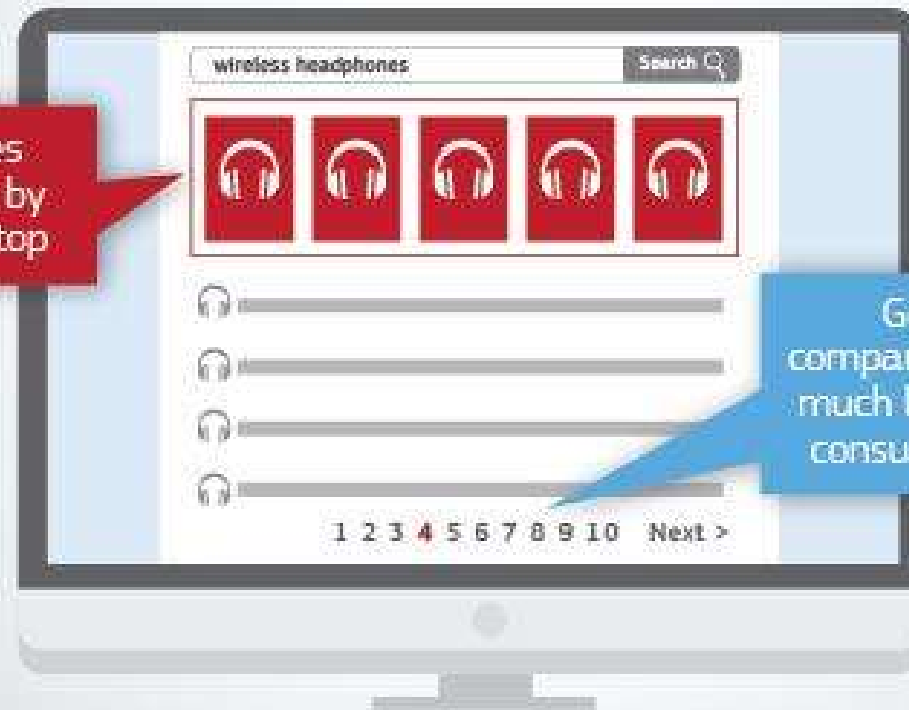 wireless headphones Search
es
by
top
G
compar
much
consu
1 2 3 4 5 6 7 8 9 10 Next >